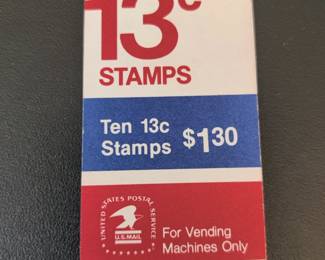 13c
STAMPS
Ten 13c
Stamps $1.30
UNITED STATES POSTAL SERVICE
U.S.MAIL
For Vending
Machines Only